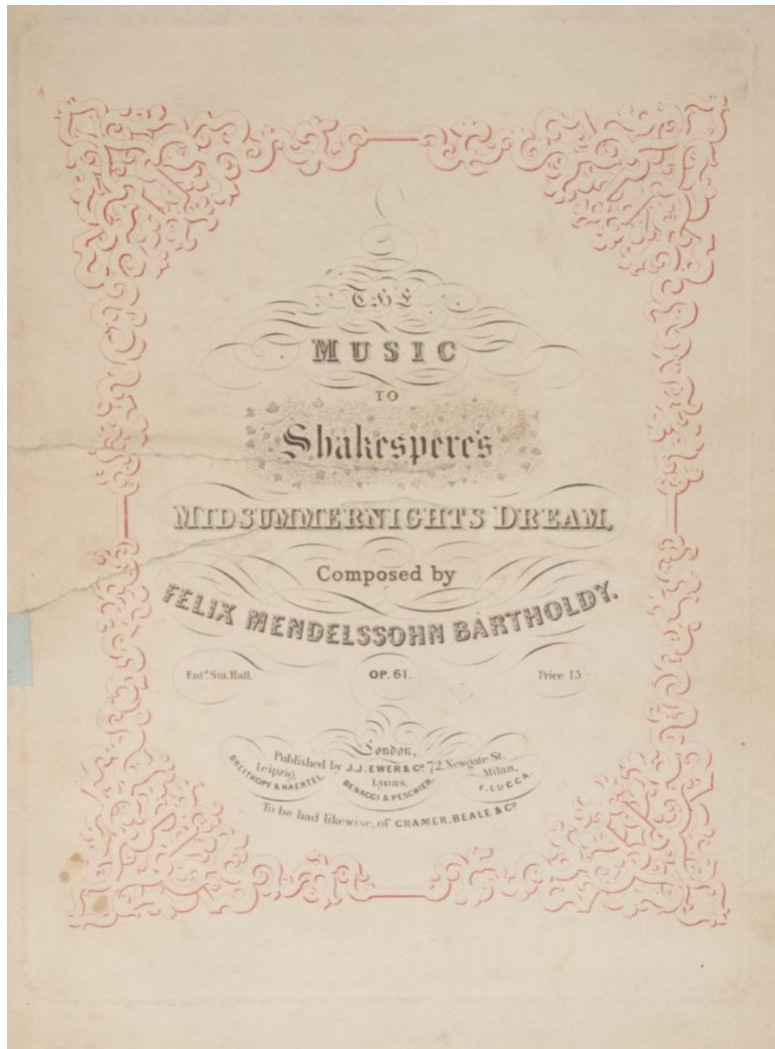 THE
MUSIC
TO
Shakespere's
MIDSUMMERNIGHTS DREAM,
Composed by
FELIX MENDELSSOHN BARTHOLDY.
Entd. Sta. Hall. OP. 61. Price 15
London,
Published by J.J. EWER & Co. 72, Newgate St.
Leipzig, Lyons, Milan,
BREITKOPF & HAERTEL. BENACCI & PESCHIER. F. LUCCA.
To be had likewise, of CRAMER, BEALE & Co.